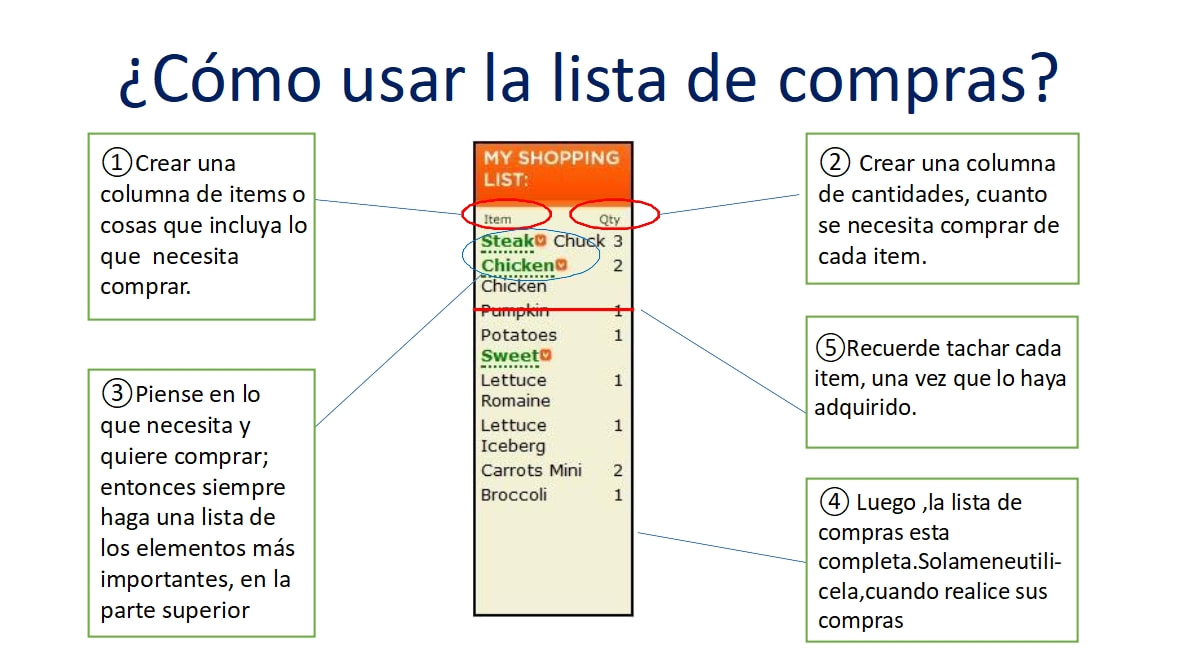 ¿Cómo usar la lista de compras?
①Crear una
columna de items o
cosas que incluya lo
que necesita
comprar.
② Crear una columna
de cantidades, cuanto
se necesita comprar de
cada item.
③Piense en lo
que necesita y
quiere comprar;
entonces siempre
haga una lista de
los elementos más
importantes, en la
parte superior
④ Luego ,la lista de
compras esta
completa.Solameneutili-
cela,cuando realice sus
compras
⑤Recuerde tachar cada
item, una vez que lo haya
adquirido.
MY SHOPPING
LIST:
Item Qty
Steak Chuck 3
Chicken 2
Chicken
Pumpkin 1
Potatoes 1
Sweet
Lettuce 1
Romaine
Lettuce 1
Iceberg
Carrots Mini 2
Broccoli 1